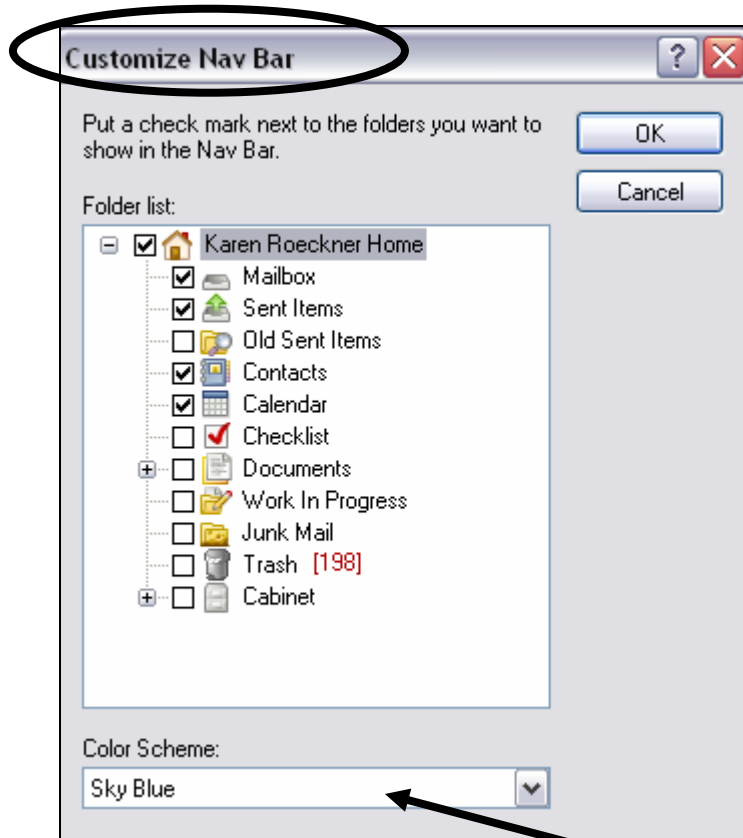 Customize Nav Bar
?
Put a check mark next to the folders you want to
show in the Nav Bar.
OK
Cancel
Folder list:
Karen Roeckner Home
Mailbox
Sent Items
Old Sent Items
Contacts
Calendar
Checklist
Documents
Work In Progress
Junk Mail
Trash [198]
Cabinet
Color Scheme:
Sky Blue